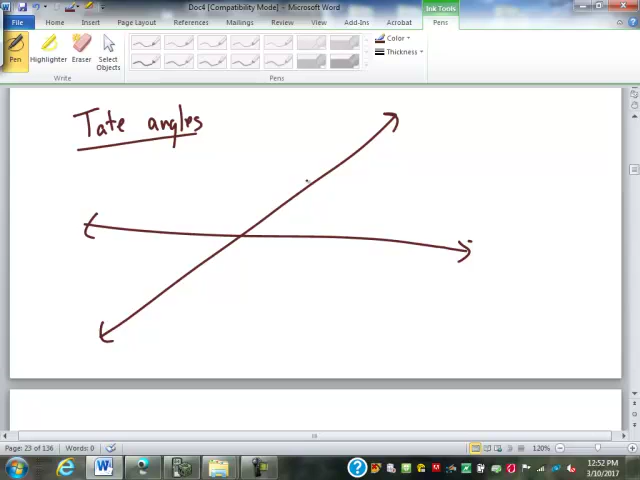 Doc4 [Compatibility Mode] - Microsoft Word
Ink Tools
File
Home
Insert
Page Layout
References
Mailings
Review
View
Add-Ins
Acrobat
Pens
Pen
Highlighter
Eraser
Select Objects
Color
Thickness
Write
Pens
Tate angles
Page: 23 of 136
Words: 0
120%
12:52 PM
3/10/2017